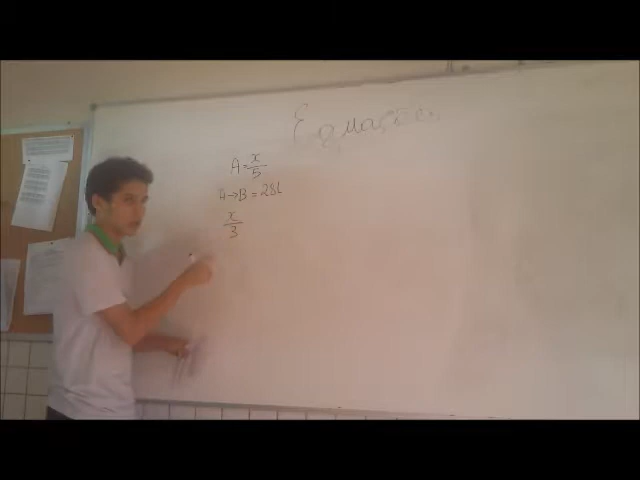 Equações
A = x/5
A→B = 28L
x/3